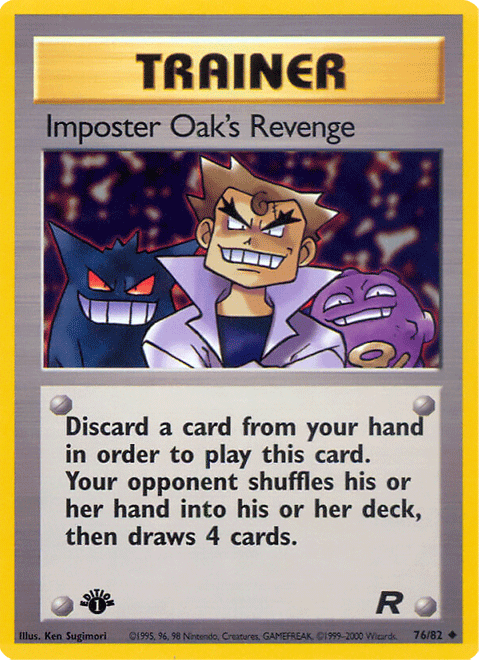 TRAINER
Imposter Oak's Revenge
Discard a card from your hand
in order to play this card.
Your opponent shuffles his or
her hand into his or her deck,
then draws 4 cards.
EDITION
1
R
Illus. Ken Sugimori ©1995, 96, 98 Nintendo, Creatures, GAMEFREAK, ©1999-2000 Wizards. 76/82 ◆